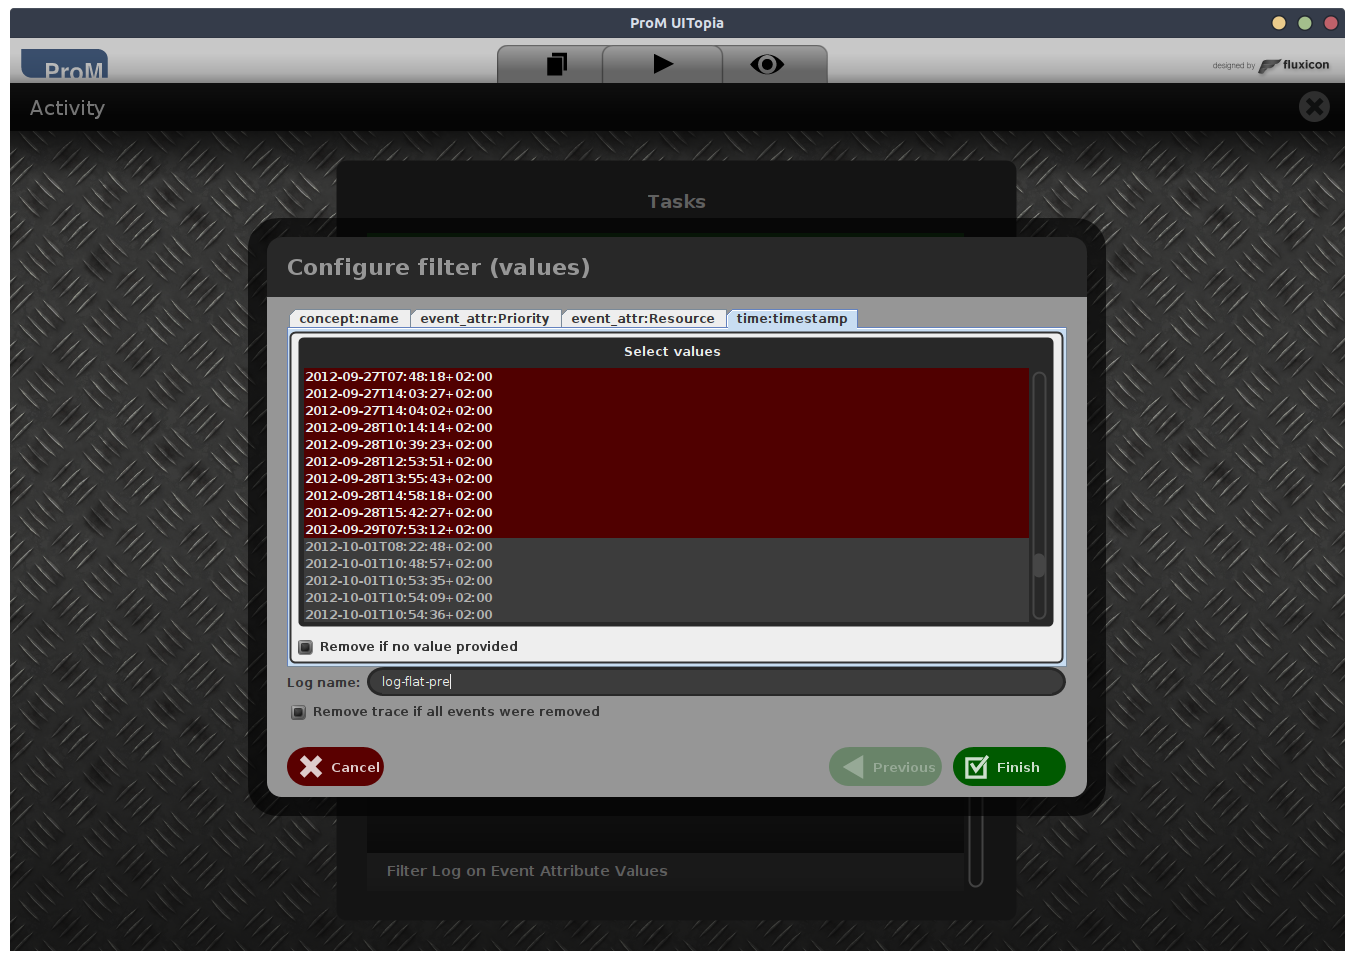 ProM UITopia
ProM
designed by fluxicon
Activity
Tasks
Configure filter (values)
concept:name event_attr:Priority event_attr:Resource time:timestamp
Select values
2012-09-27T07:48:18+02:00
2012-09-27T14:03:27+02:00
2012-09-27T14:04:02+02:00
2012-09-28T10:14:14+02:00
2012-09-28T10:39:23+02:00
2012-09-28T12:53:51+02:00
2012-09-28T13:55:43+02:00
2012-09-28T14:58:18+02:00
2012-09-28T15:42:27+02:00
2012-09-29T07:53:12+02:00
2012-10-01T08:22:48+02:00
2012-10-01T10:48:57+02:00
2012-10-01T10:53:35+02:00
2012-10-01T10:54:09+02:00
2012-10-01T10:54:36+02:00
Remove if no value provided
Log name: log-flat-pre
Remove trace if all events were removed
Cancel Previous Finish
Filter Log on Event Attribute Values